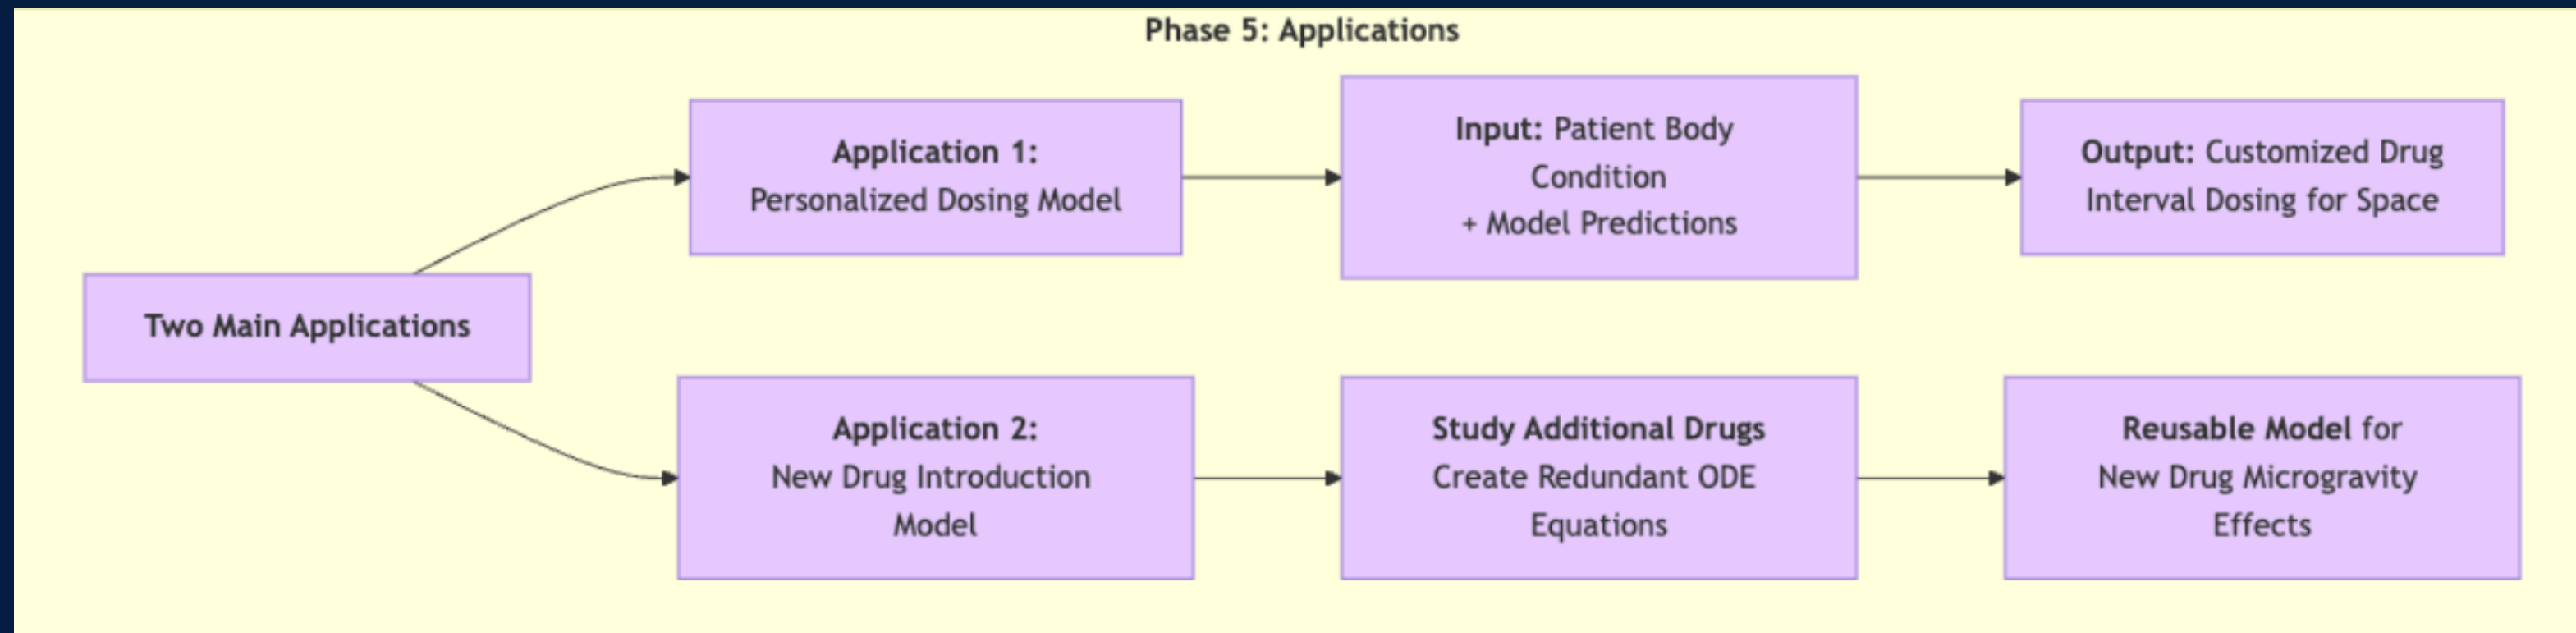 Phase 5: Applications
Two Main Applications
Application 1:
Personalized Dosing Model
Input: Patient Body
Condition
+ Model Predictions
Output: Customized Drug
Interval Dosing for Space
Application 2:
New Drug Introduction
Model
Study Additional Drugs
Create Redundant ODE
Equations
Reusable Model for
New Drug Microgravity
Effects